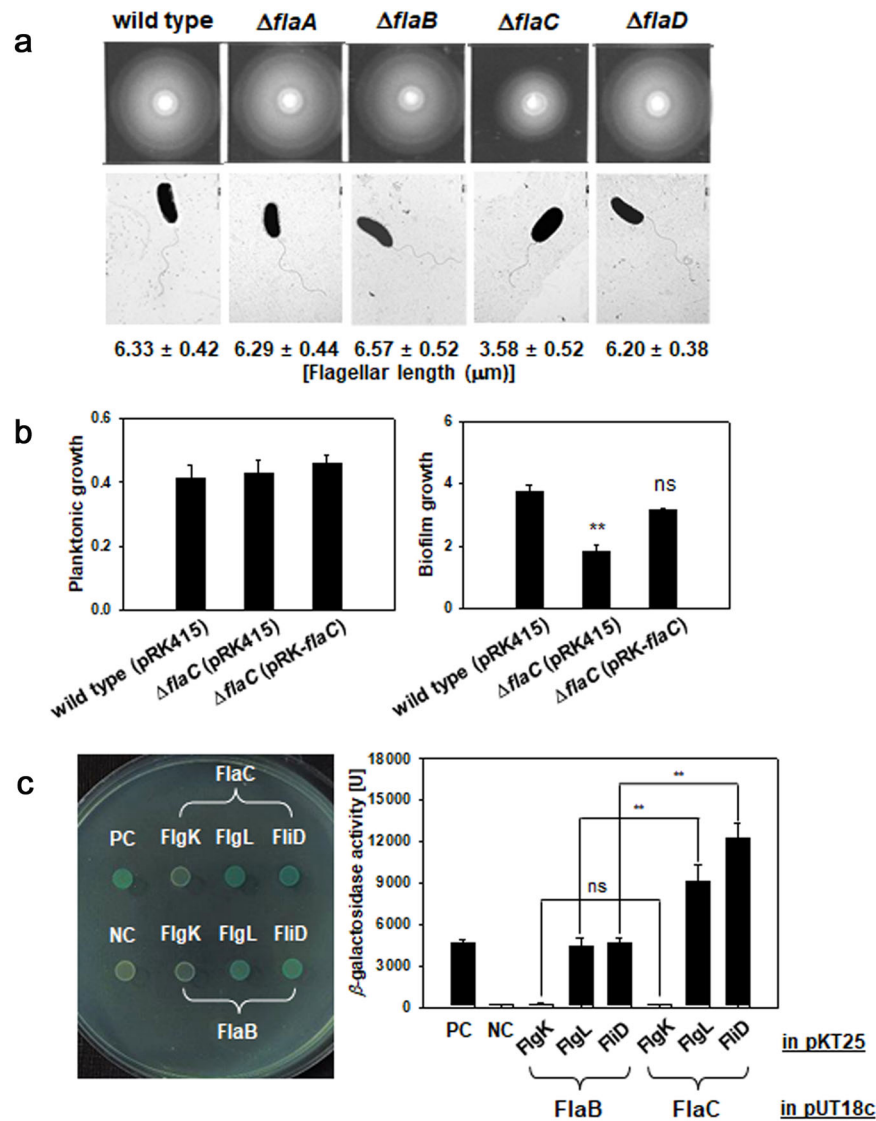 a
wild type ΔflaA ΔflaB ΔflaC ΔflaD
6.33 ± 0.42 6.29 ± 0.44 6.57 ± 0.52 3.58 ± 0.52 6.20 ± 0.38
[Flagellar length (μm)]
b
Planktonic growth
0.6
0.4
0.2
0.0
wild type (pRK415)
ΔflaC (pRK415)
ΔflaC (pRK-flaC)
Biofilm growth
6
4
2
0
**
ns
wild type (pRK415)
ΔflaC (pRK415)
ΔflaC (pRK-flaC)
c
FlaC
PC FlgK FlgL FliD
NC FlgK FlgL FliD
FlaB
β-galactosidase activity [U]
18000
15000
12000
9000
6000
3000
0
ns
**
**
PC NC FlgK FlgL FliD FlgK FlgL FliD in pKT25
FlaB FlaC in pUT18c